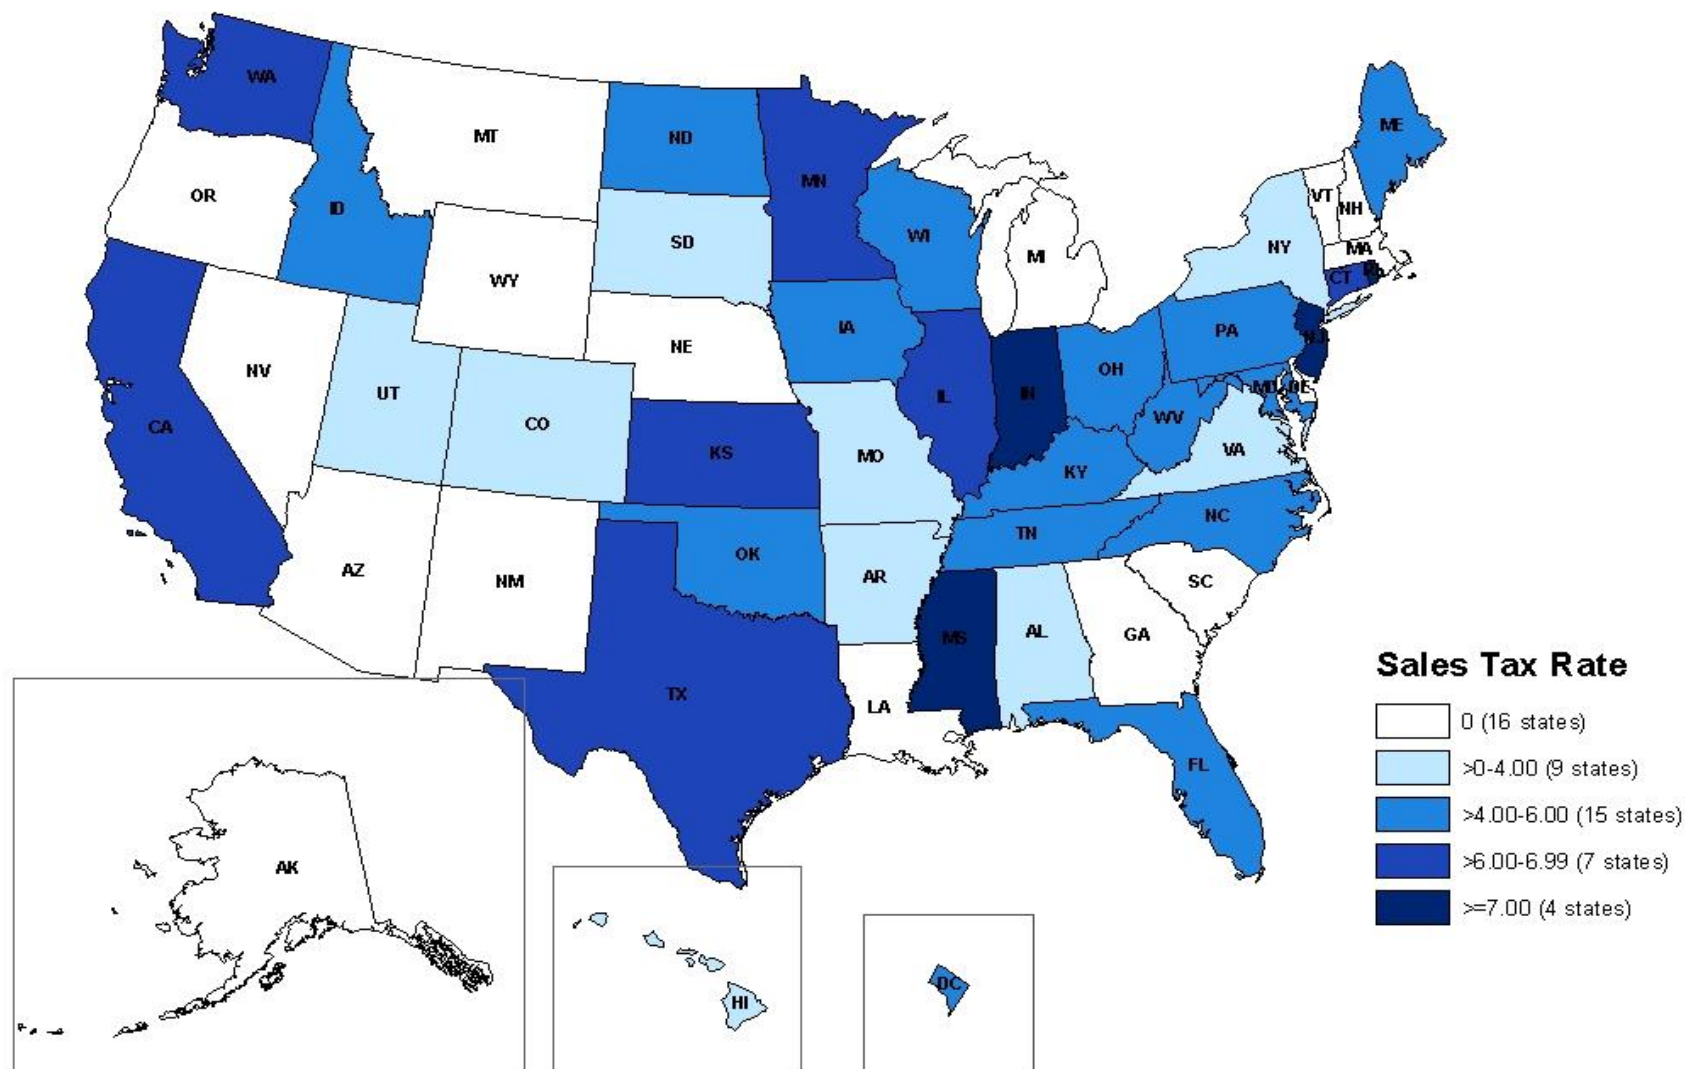 WA
MT
ND
MN
ME
OR
ID
SD
WI
MI
VT
NH
NY
MA
CT
RI
WY
IA
PA
NE
NJ
NV
OH
UT
CO
IL
IN
MD
DE
CA
KS
MO
WV
VA
KY
AZ
NM
OK
AR
TN
NC
SC
MS
AL
GA
TX
LA
FL
AK
HI
DC
Sales Tax Rate
0 (16 states)
>0-4.00 (9 states)
>4.00-6.00 (15 states)
>6.00-6.99 (7 states)
>=7.00 (4 states)